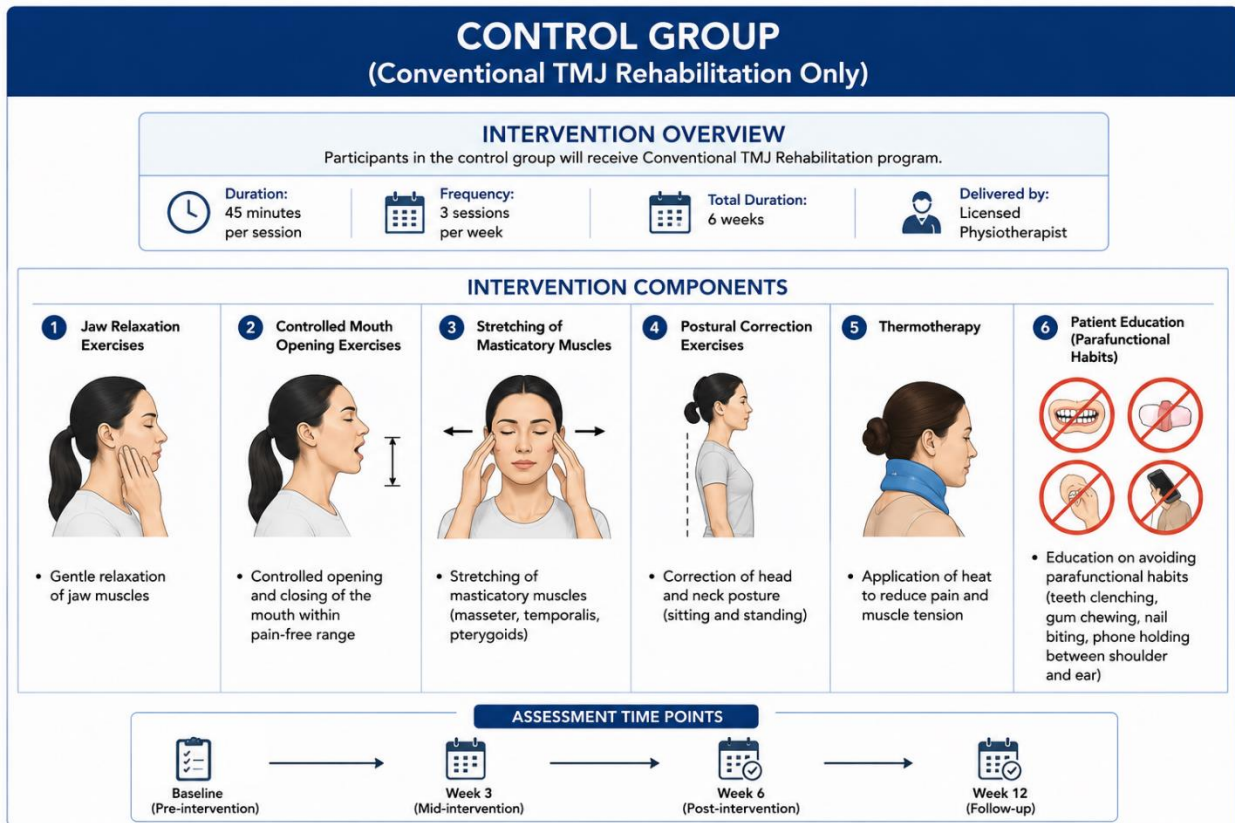 CONTROL GROUP
(Conventional TMJ Rehabilitation Only)
INTERVENTION OVERVIEW
Participants in the control group will receive Conventional TMJ Rehabilitation program.
Duration:
45 minutes
per session
Frequency:
3 sessions
per week
Total Duration:
6 weeks
Delivered by:
Licensed
Physiotherapist
INTERVENTION COMPONENTS
1 Jaw Relaxation
Exercises
• Gentle relaxation
of jaw muscles
2 Controlled Mouth
Opening Exercises
• Controlled opening
and closing of the
mouth within
pain-free range
3 Stretching of
Masticatory Muscles
• Stretching of
masticatory muscles
(masseter, temporalis,
pterygoids)
4 Postural Correction
Exercises
• Correction of head
and neck posture
(sitting and standing)
5 Thermotherapy
• Application of heat
to reduce pain and
muscle tension
6 Patient Education
(Parafunctional
Habits)
• Education on avoiding
parafunctional habits
(teeth clenching,
gum chewing, nail
biting, phone holding
between shoulder
and ear)
ASSESSMENT TIME POINTS
Baseline
(Pre-intervention)
Week 3
(Mid-intervention)
Week 6
(Post-intervention)
Week 12
(Follow-up)